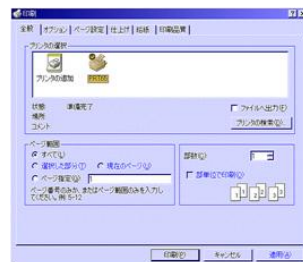 印刷
全般 オプション ページ設定 仕上げ 給紙 印刷品質
プリンタの選択
プリンタの追加
状態 準備完了
場所
コメント
ファイルへ出力(F)
プリンタの検索(D)...
ページ範囲
すべて(L)
選択した部分(T) 現在のページ(U)
ページ指定(G)
ページ番号のみか、またはページ範囲のみを入力し
てください。例: 5-12
部数(C)
部単位で印刷(O)
1 1 2 2 3 3
印刷(P) キャンセル 適用(A)